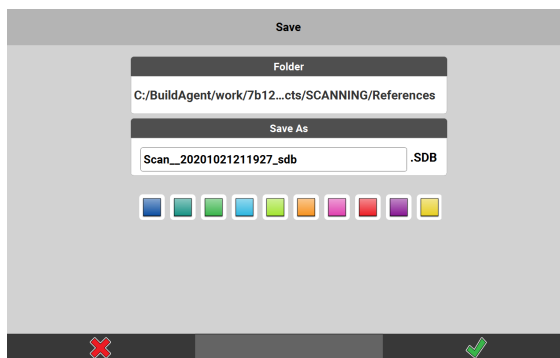 Save
Folder
C:/BuildAgent/work/7b12...cts/SCANNING/References
Save As
Scan__20201021211927_sdb .SDB